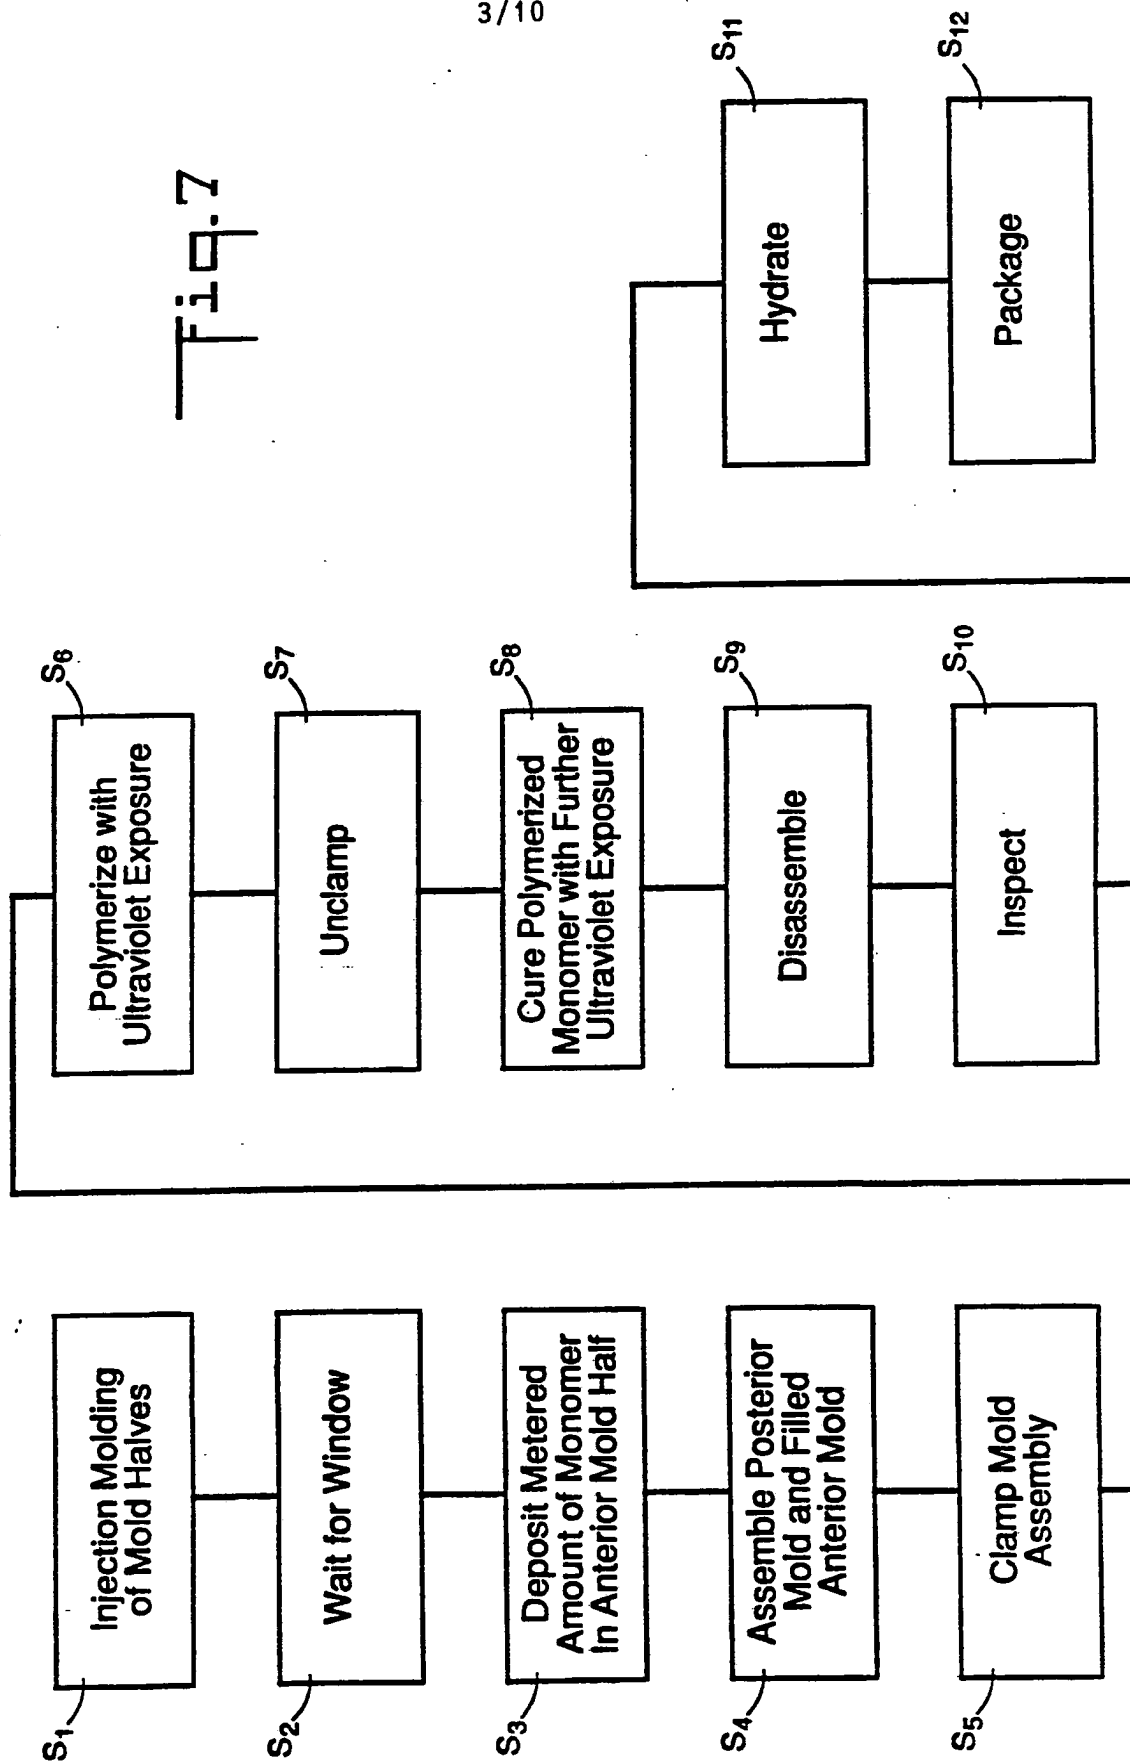 3/10
Fig.7
S1
Injection Molding
of Mold Halves
S2
Wait for Window
S3
Deposit Metered
Amount of Monomer
In Anterior Mold Half
S4
Assemble Posterior
Mold and Filled
Anterior Mold
S5
Clamp Mold
Assembly
S6
Polymerize with
Ultraviolet Exposure
S7
Unclamp
S8
Cure Polymerized
Monomer with Further
Ultraviolet Exposure
S9
Disassemble
S10
Inspect
S11
Hydrate
S12
Package